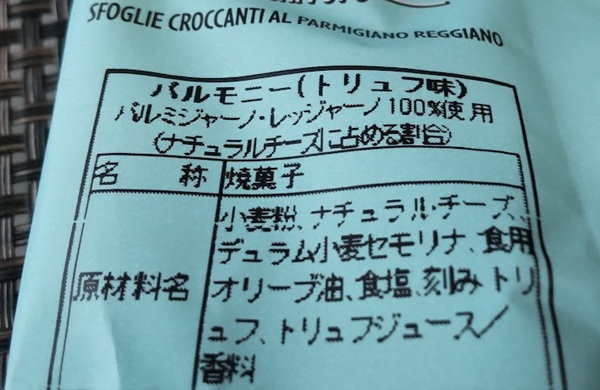 SFOGLIE CROCCANTI AL PARMIGIANO REGGIANO
パルモニー(トリュフ味)
パルミジャーノ・レッジャーノ100%使用
(ナチュラルチーズに占める割合)
名称 焼菓子
原材料名 小麦粉、ナチュラル・チーズ、
デュラム小麦セモリナ、食用
オリーブ油、食塩、刻みトリ
ュフ、トリュフジュース/
香料